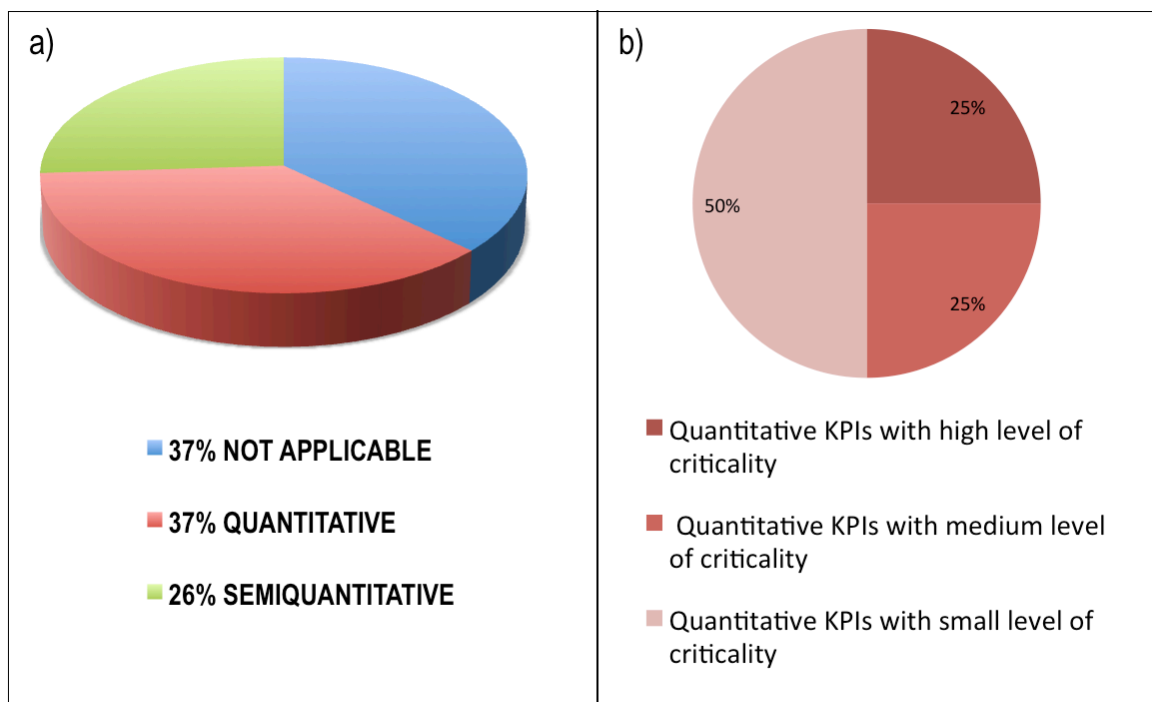 a)
37% NOT APPLICABLE
37% QUANTITATIVE
26% SEMIQUANTITATIVE
b)
25%
50%
25%
Quantitative KPIs with high level of
criticality
Quantitative KPIs with medium level
of criticality
Quantitative KPIs with small level of
criticality